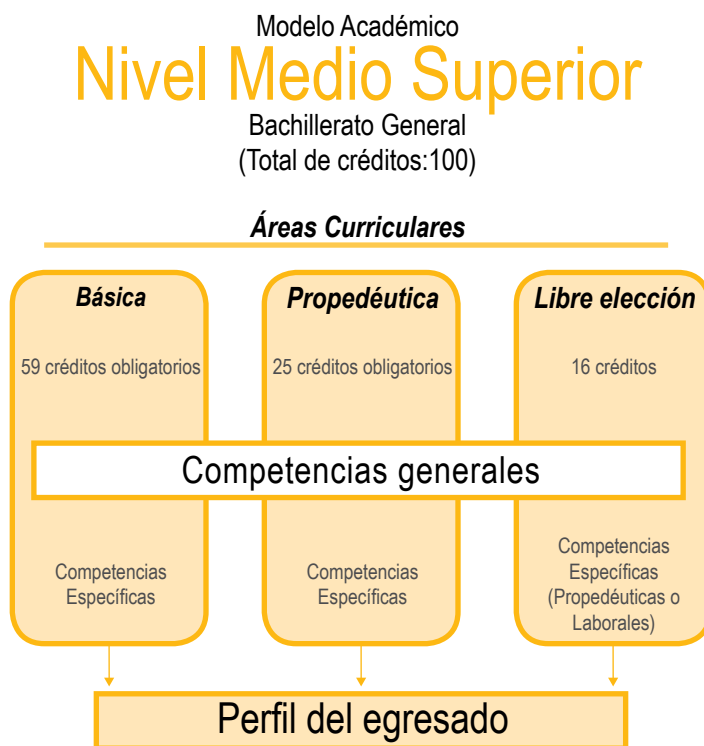 Modelo Académico
Nivel Medio Superior
Bachillerato General
(Total de créditos:100)
Áreas Curriculares
Básica
59 créditos obligatorios
Propedéutica
25 créditos obligatorios
Libre elección
16 créditos
Competencias generales
Competencias
Específicas
Competencias
Específicas
Competencias
Específicas
(Propedéuticas o
Laborales)
Perfil del egresado